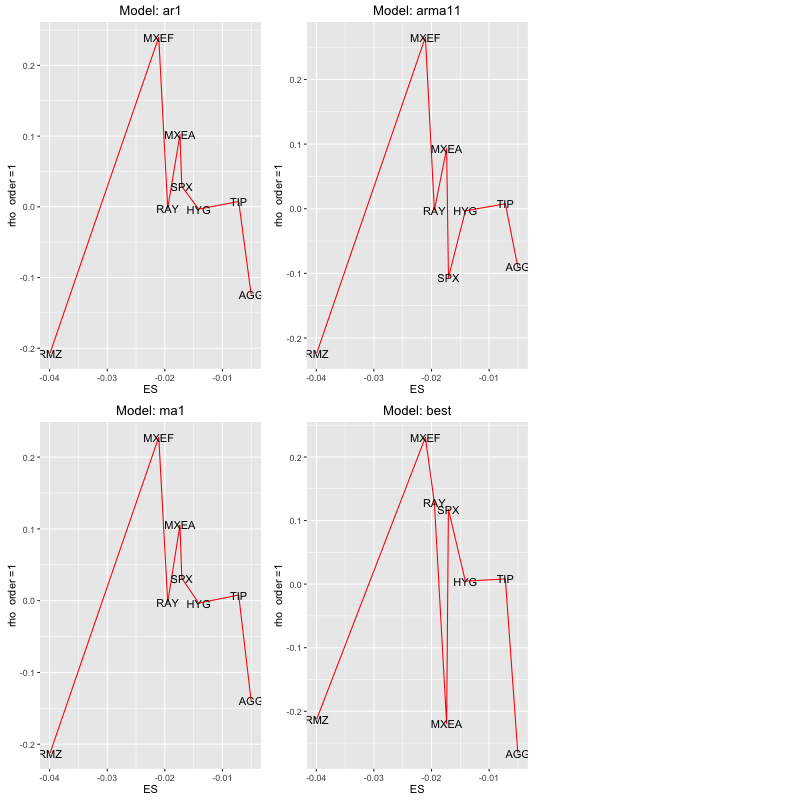 Model: ar1
0.2
0.1
0.0
-0.1
-0.2
rho order =1
MXEF
MXEA
SPX
RAY
HYG
TIP
AGG
RMZ
-0.04 -0.03 -0.02 -0.01
ES
Model: arma11
0.2
0.1
0.0
-0.1
-0.2
rho order =1
MXEF
MXEA
RAY
HYG
TIP
SPX
AGG
RMZ
-0.04 -0.03 -0.02 -0.01
ES
Model: ma1
0.2
0.1
0.0
-0.1
-0.2
rho order =1
MXEF
MXEA
SPX
RAY
HYG
TIP
AGG
RMZ
-0.04 -0.03 -0.02 -0.01
ES
Model: best
0.2
0.1
0.0
-0.1
-0.2
rho order =1
MXEF
RAY
SPX
HYG
TIP
RMZ
MXEA
AGG
-0.04 -0.03 -0.02 -0.01
ES